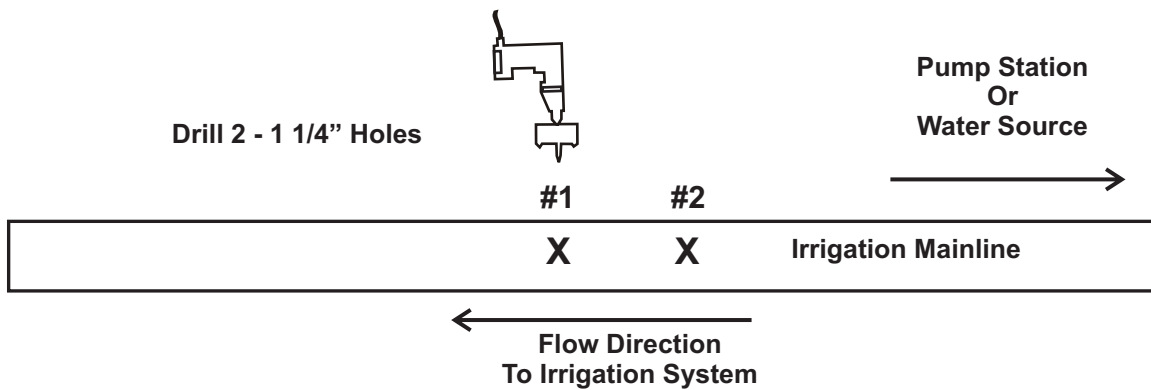 Pump Station
Or
Water Source
Drill 2 - 1 1/4” Holes
#1 #2
X X Irrigation Mainline
Flow Direction
To Irrigation System